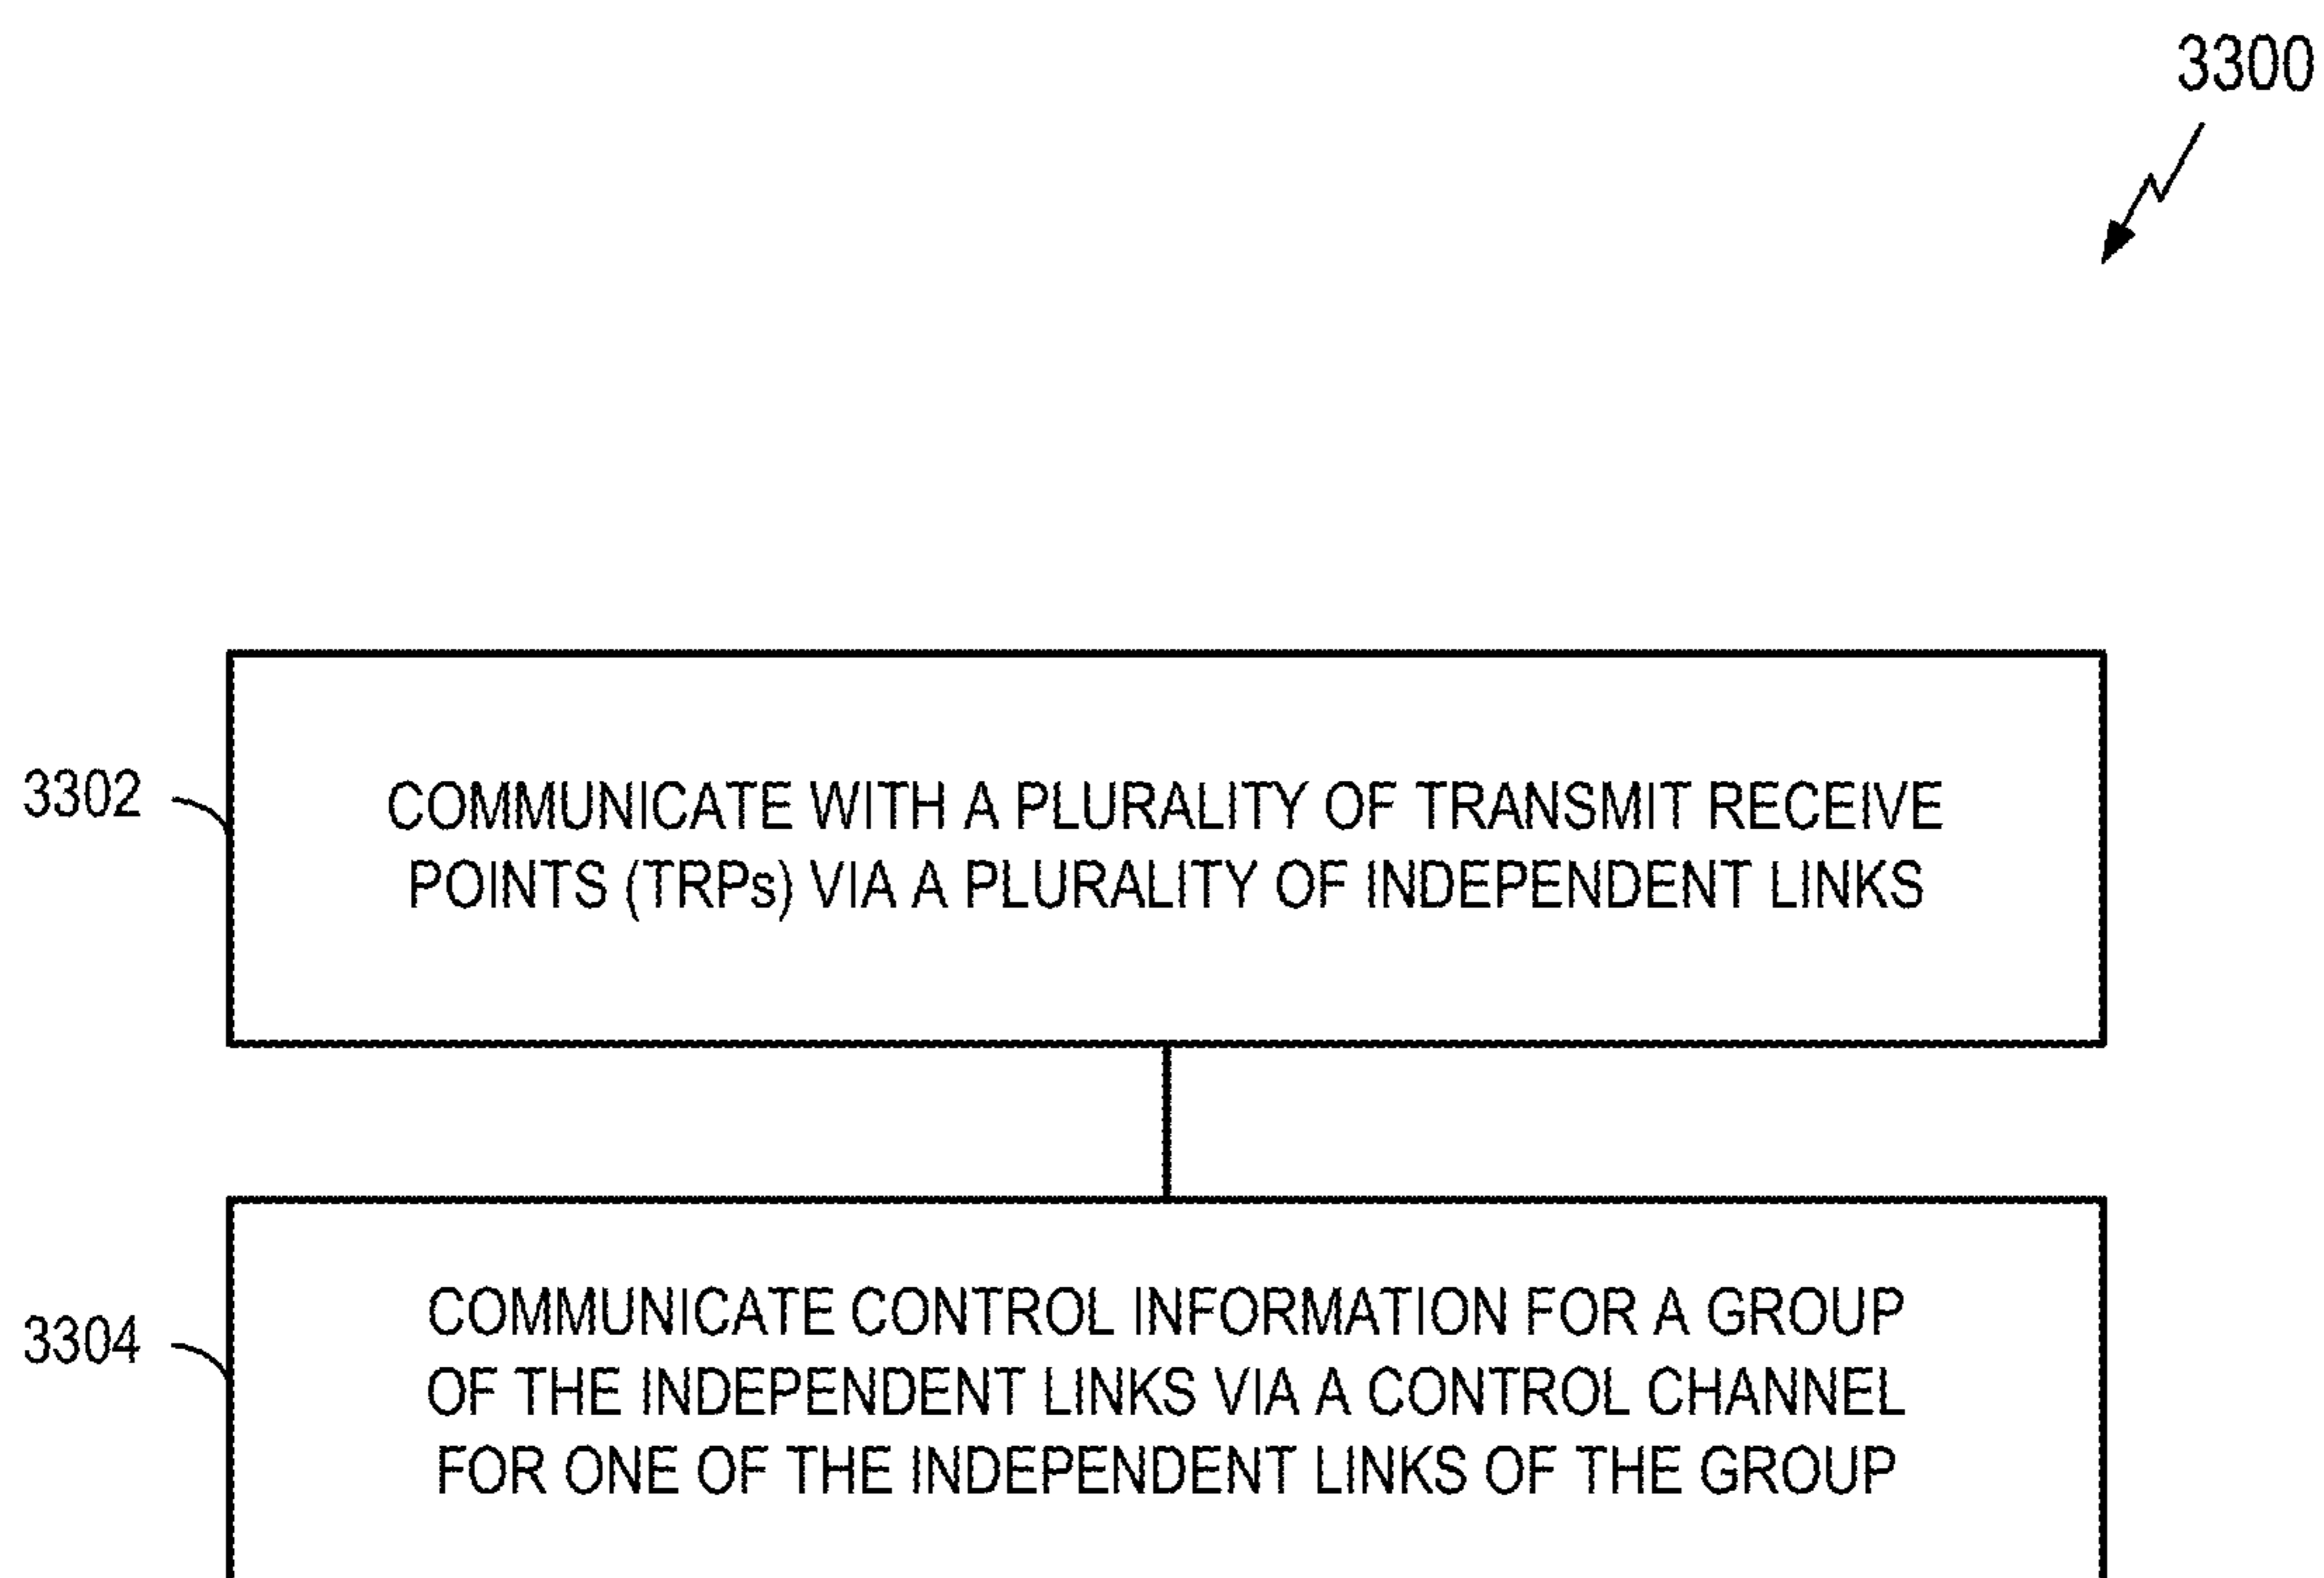 3300
3302
COMMUNICATE WITH A PLURALITY OF TRANSMIT RECEIVE
POINTS (TRPs) VIA A PLURALITY OF INDEPENDENT LINKS
3304
COMMUNICATE CONTROL INFORMATION FOR A GROUP
OF THE INDEPENDENT LINKS VIA A CONTROL CHANNEL
FOR ONE OF THE INDEPENDENT LINKS OF THE GROUP